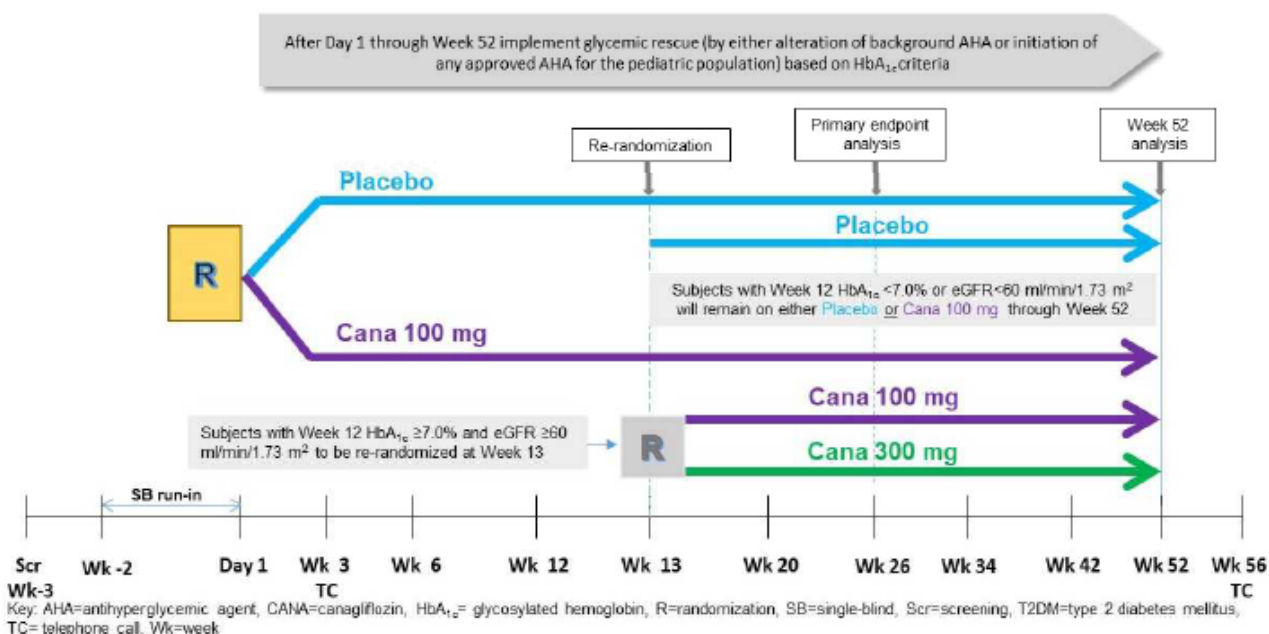 After Day 1 through Week 52 implement glycemic rescue (by either alteration of background AHA or initiation of
any approved AHA for the pediatric population) based on HbA1c criteria
Re-randomization
Primary endpoint
analysis
Week 52
analysis
Placebo
Placebo
R
Subjects with Week 12 HbA1c <7.0% or eGFR<60 ml/min/1.73 m²
will remain on either Placebo or Cana 100 mg through Week 52
Cana 100 mg
Cana 100 mg
Subjects with Week 12 HbA1c ≥7.0% and eGFR ≥60
ml/min/1.73 m² to be re-randomized at Week 13
R
Cana 300 mg
SB run-in
Scr
Wk-3
Wk -2
Day 1
Wk 3
TC
Wk 6
Wk 12
Wk 13
Wk 20
Wk 26
Wk 34
Wk 42
Wk 52
Wk 56
TC
Key: AHA=antihyperglycemic agent, CANA=canagliflozin, HbA1c= glycosylated hemoglobin, R=randomization, SB=single-blind, Scr=screening, T2DM=type 2 diabetes mellitus,
TC= telephone call, Wk=week